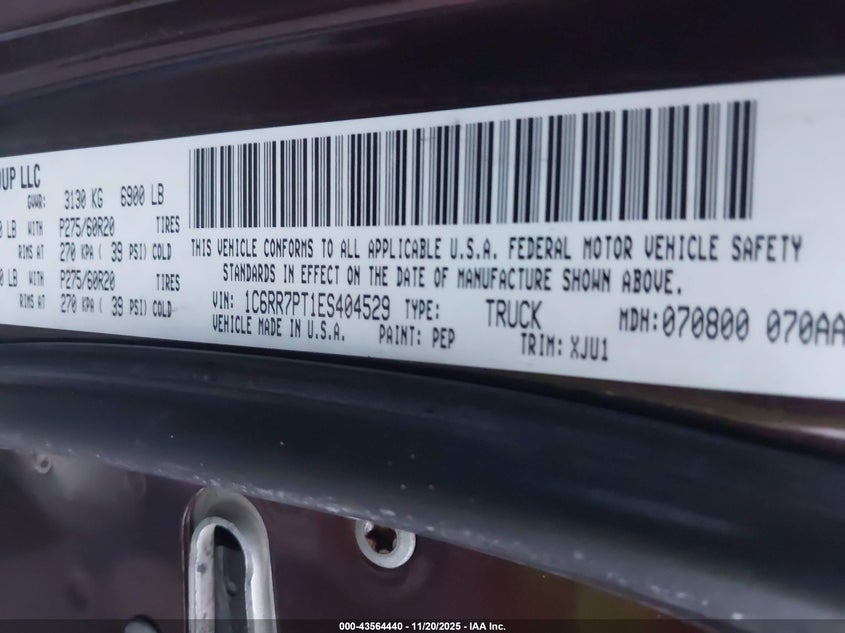 OUP LLC
GVWR: 3130 KG 6900 LB
LB WITH P275/60R20 TIRES
RIMS AT 270 KPA ( 39 PSI) COLD
LB WITH P275/60R20 TIRES
RIMS AT 270 KPA ( 39 PSI) COLD
THIS VEHICLE CONFORMS TO ALL APPLICABLE U.S.A. FEDERAL MOTOR VEHICLE SAFETY
STANDARDS IN EFFECT ON THE DATE OF MANUFACTURE SHOWN ABOVE.
VIN: 1C6RR7PT1ES404529 TYPE: TRUCK MDH:070800 070AA
VEHICLE MADE IN U.S.A. PAINT: PEP TRIM: XJU1
000-43564440 - 11/20/2025 - IAA Inc.